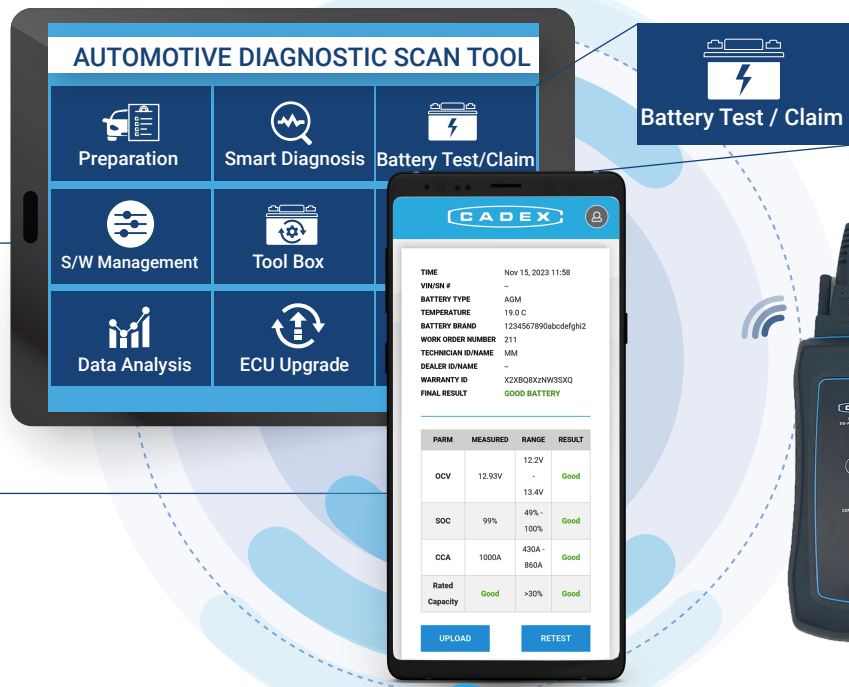 AUTOMOTIVE DIAGNOSTIC SCAN TOOL
Preparation
Smart Diagnosis
Battery Test/Claim
S/W Management
Tool Box
Data Analysis
ECU Upgrade
Battery Test / Claim
CADEX
TIME Nov 15, 2023 11:58
VIN/SN # --
BATTERY TYPE AGM
TEMPERATURE 19.0 C
BATTERY BRAND 1234567890abcdefghi2
WORK ORDER NUMBER 211
TECHNICIAN ID/NAME MM
DEALER ID/NAME --
WARRANTY ID X2XBQ8XzNW3SXQ
FINAL RESULT GOOD BATTERY
PARM MEASURED RANGE RESULT
OCV 12.93V 12.2V - 13.4V Good
SOC 99% 49% - 100% Good
CCA 1000A 430A - 860A Good
Rated Capacity Good >30% Good
UPLOAD RETEST